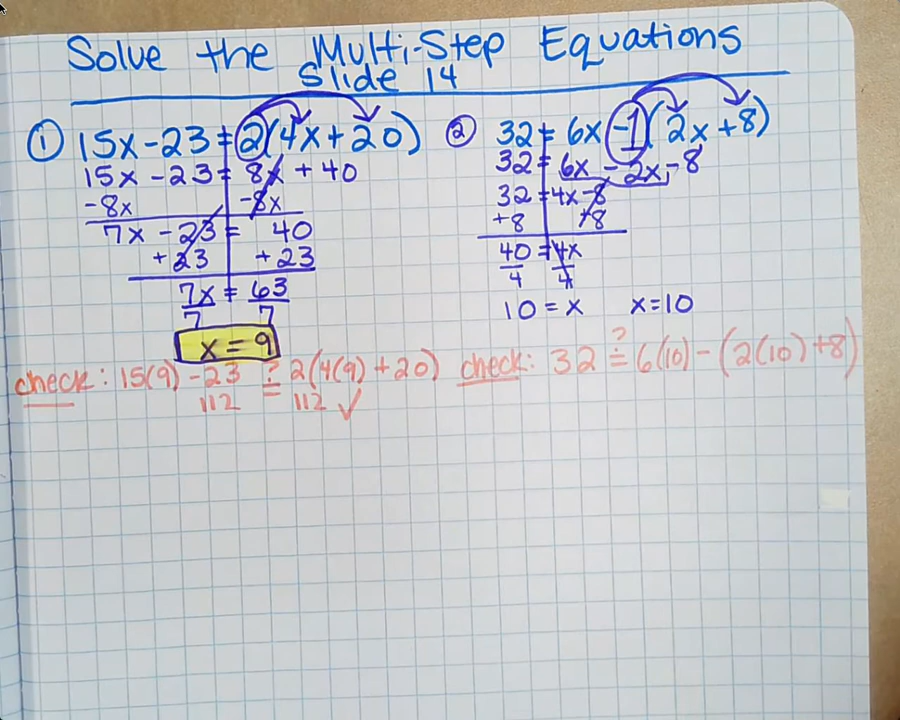 Solve the Multi-Step Equations
Slide 14
① 15x-23=2(4x+20)
15x -23= 8x + 40
-8x -8x
7x -23 = 40
+23 +23
7x = 63
7 7
x = 9
check: 15(9) -23 ?= 2(4(9) +20)
112 = 112 ✓
② 32 = 6x -1(2x +8)
32 = 6x - 2x -8
32 = 4x -8
+8 +8
40 = 4x
4 4
10 = x x=10
check: 32 ?= 6(10) - (2(10) +8)